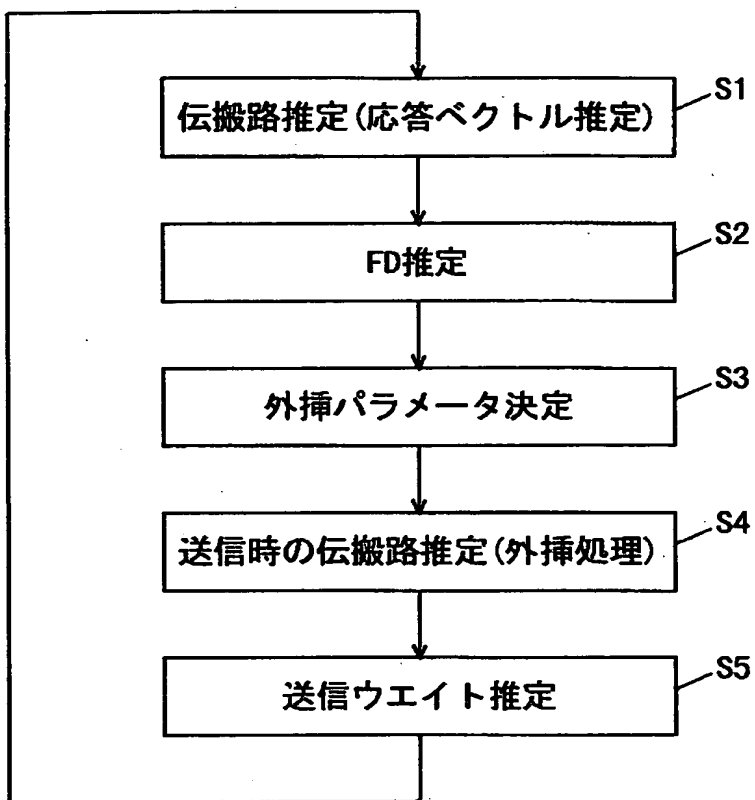 S1
伝搬路推定(応答ベクトル推定)
S2
FD推定
S3
外挿パラメータ決定
S4
送信時の伝搬路推定(外挿処理)
S5
送信ウエイト推定